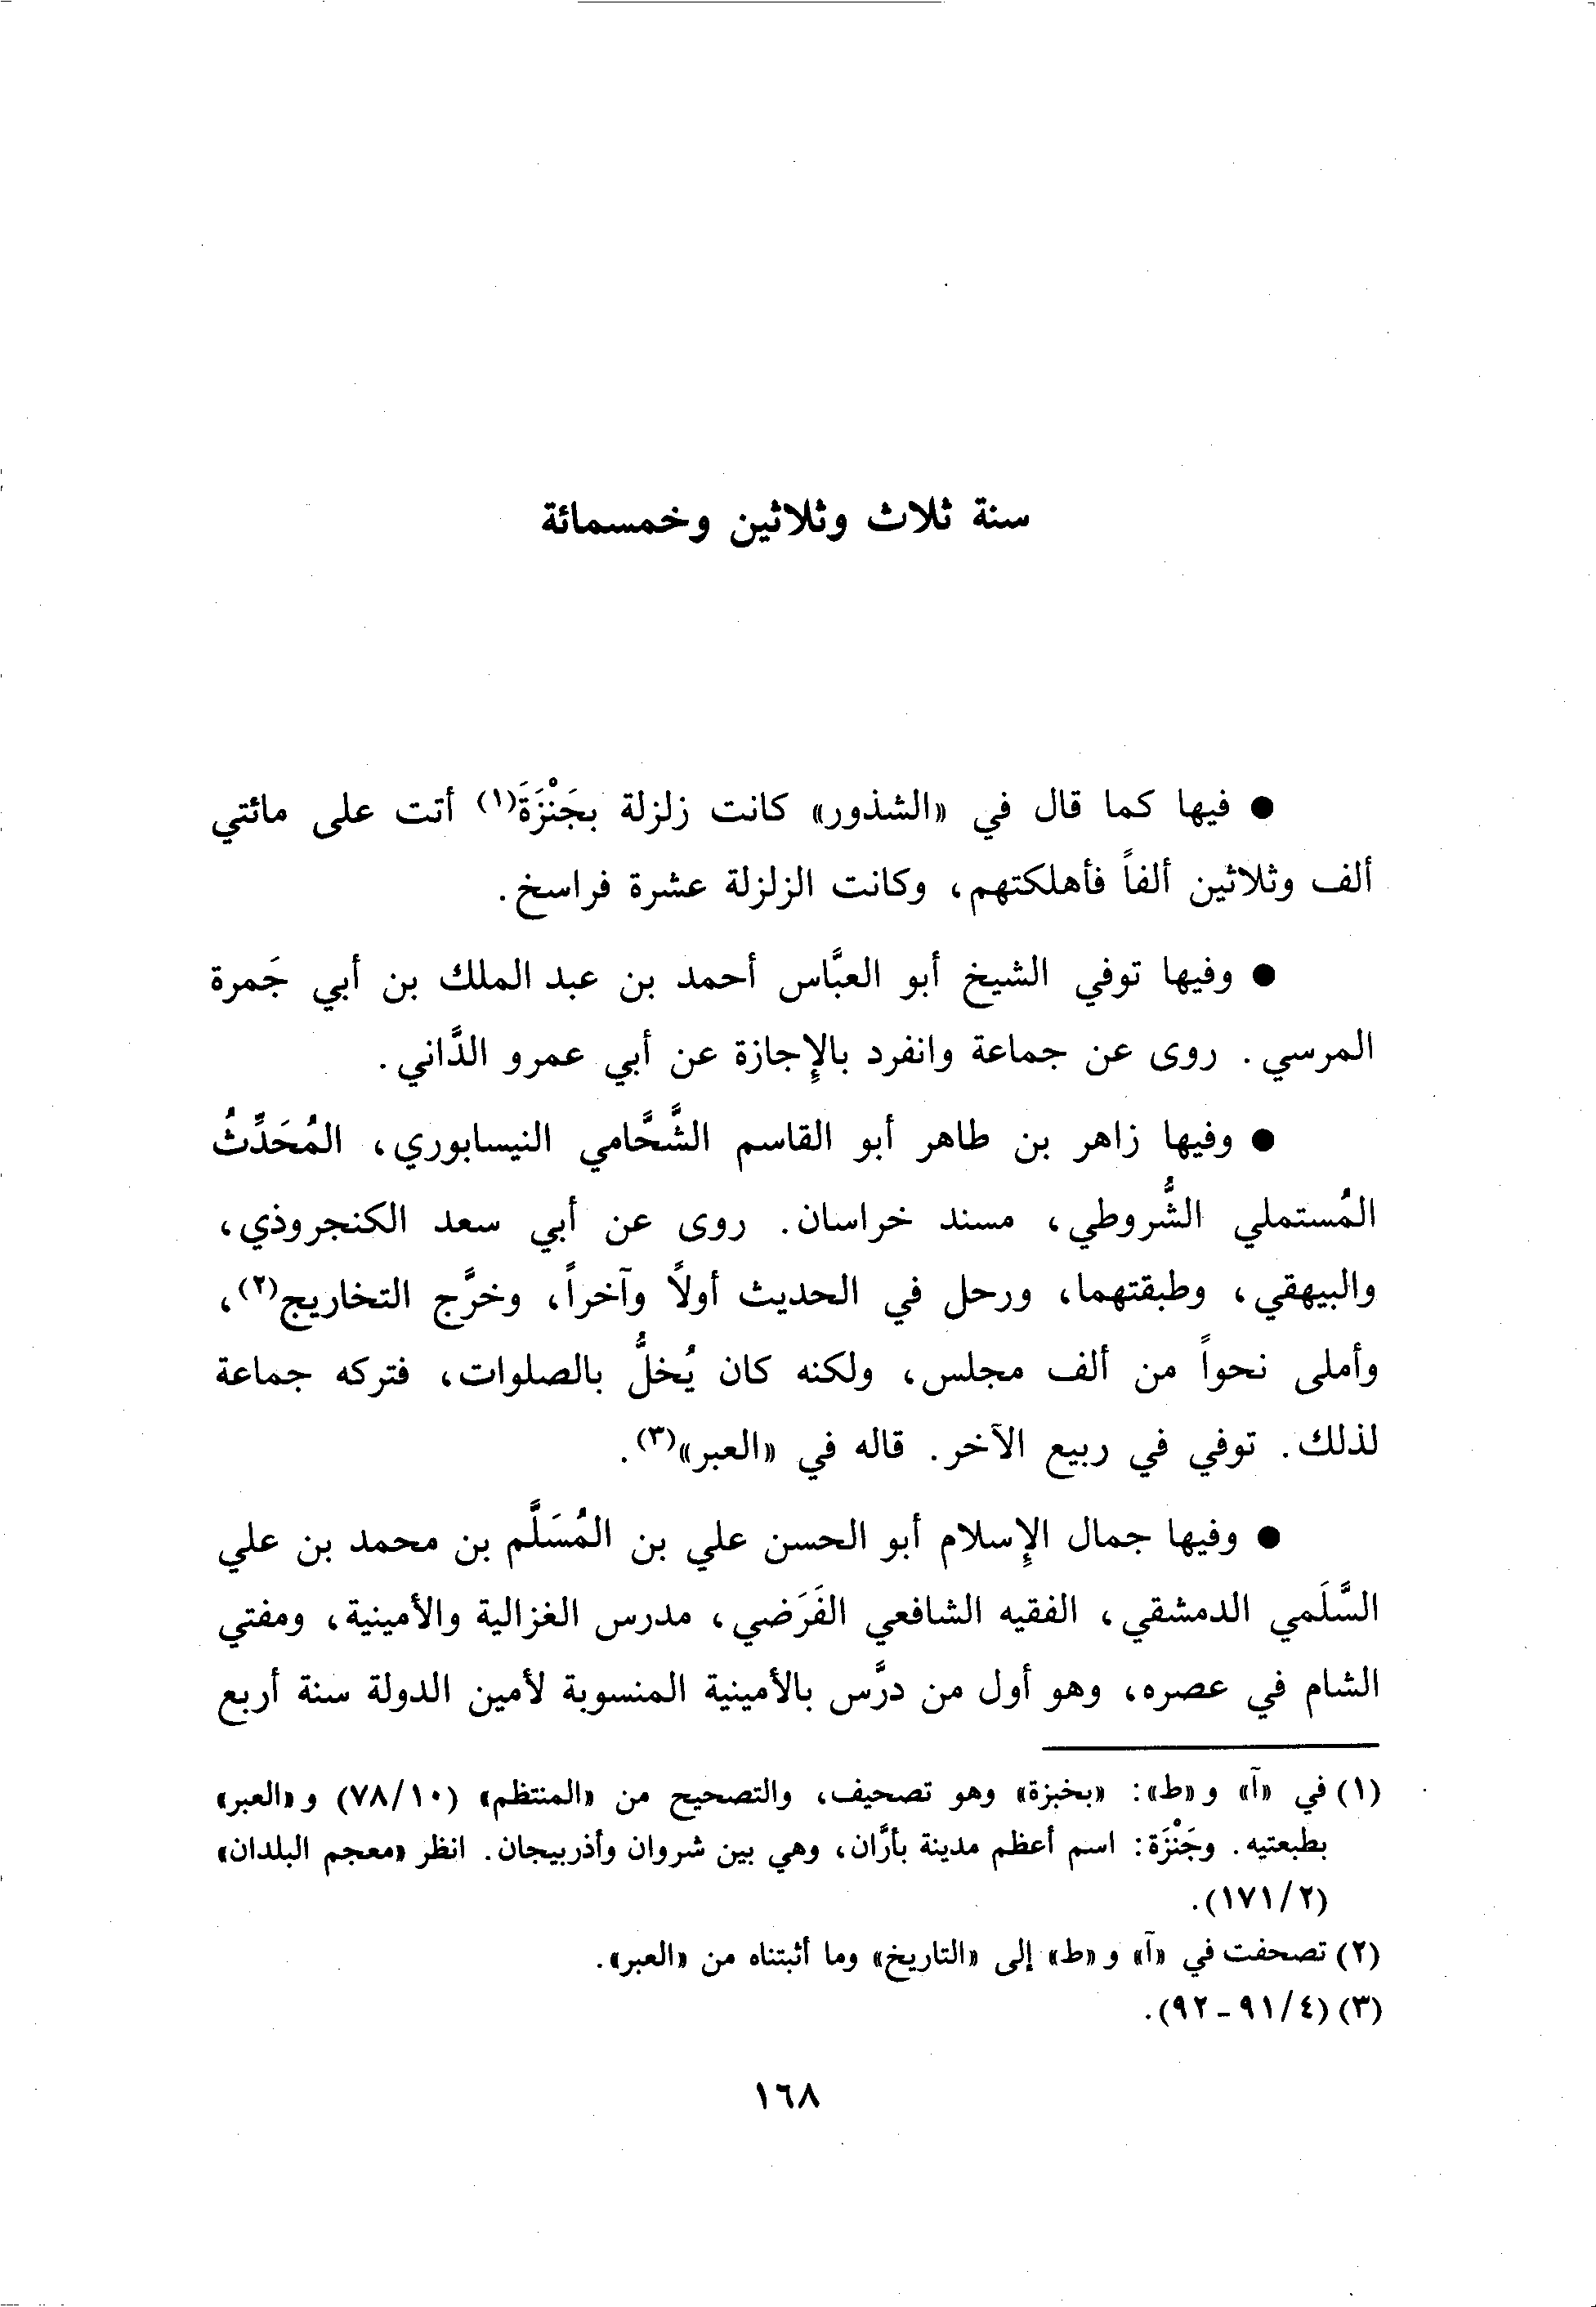 سنة ثلاث وثلاثين وخمسمائة
● فيها كما قال في «الشذور» كانت زلزلة بجَنْزَةَ(١) أتت على مائتي
ألف وثلاثين ألفاً فأهلكتهم، وكانت الزلزلة عشرة فراسخ.
● وفيها توفي الشيخ أبو العبَّاس أحمد بن عبد الملك بن أبي جَمرة
المرسي. روى عن جماعة وانفرد بالإِجازة عن أبي عمرو الدَّاني.
● وفيها زاهر بن طاهر أبو القاسم الشَّحَّامي النيسابوري، المُحَدِّثُ
المُستملي الشُّروطي، مسند خراسان. روى عن أبي سعد الكنجروذي،
والبيهقي، وطبقتهما، ورحل في الحديث أولاً وآخراً، وخرَّج التخاريج(٢)،
وأملى نحواً من ألف مجلس، ولكنه كان يُخلُّ بالصلوات، فتركه جماعة
لذلك. توفي في ربيع الآخر. قاله في «العبر»(٣).
● وفيها جمال الإِسلام أبو الحسن علي بن المُسَلَّم بن محمد بن علي
السَّلَمي الدمشقي، الفقيه الشافعي الفَرَضي، مدرس الغزالية والأمينية، ومفتي
الشام في عصره، وهو أول من درَّس بالأمينية المنسوبة لأمين الدولة سنة أربع
(١) في «آ» و «ط»: «بخبزة» وهو تصحيف، والتصحيح من «المنتظم» (٧٨/١٠) و «العبر»
بطبعتيه. وجَنْزَة: اسم أعظم مدينة بأرَّان، وهي بين شروان وأذربيجان. انظر «معجم البلدان»
(١٧١/٢).
(٢) تصحفت في «آ» و «ط» إلى «التاريخ» وما أثبتناه من «العبر».
(٣) (٩١/٤ - ٩٢).
١٦٨